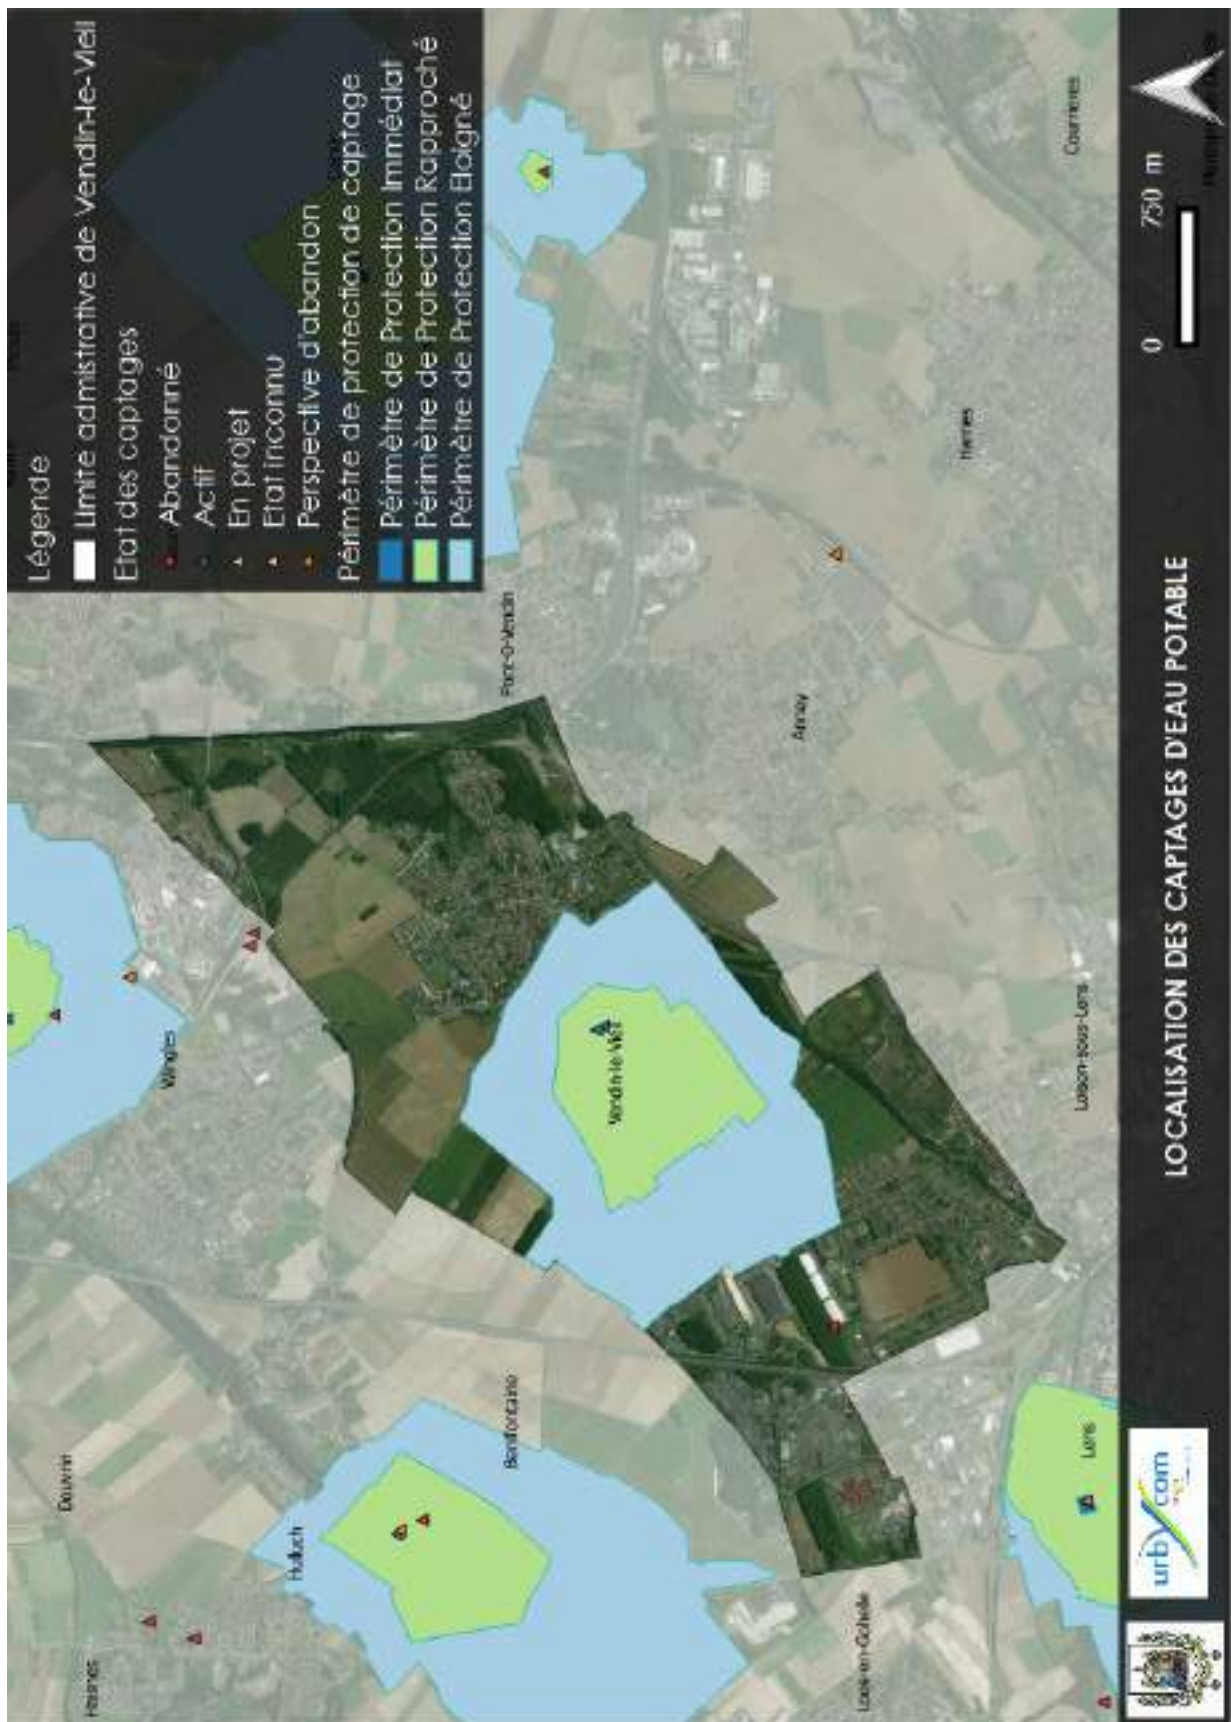 Légende
Limite admistrative de Vendin-le-Vieil
Etat des captages
Abandonné
Actif
En projet
Etat inconnu
Perspective d'abandon
Périmètre de protection de captage
Périmètre de Protection Immédiat
Périmètre de Protection Rapproché
Périmètre de Protection Eloigné
Haisnes
Douvrin
Hulluch
Wingles
Bénifontaine
Pont-à-Vendin
Vendin-le-Vieil
Annay
Harnes
Courrières
Loos-en-Gohelle
Lens
Loison-sous-Lens
urbycom
LOCALISATION DES CAPTAGES D'EAU POTABLE
0 750 m